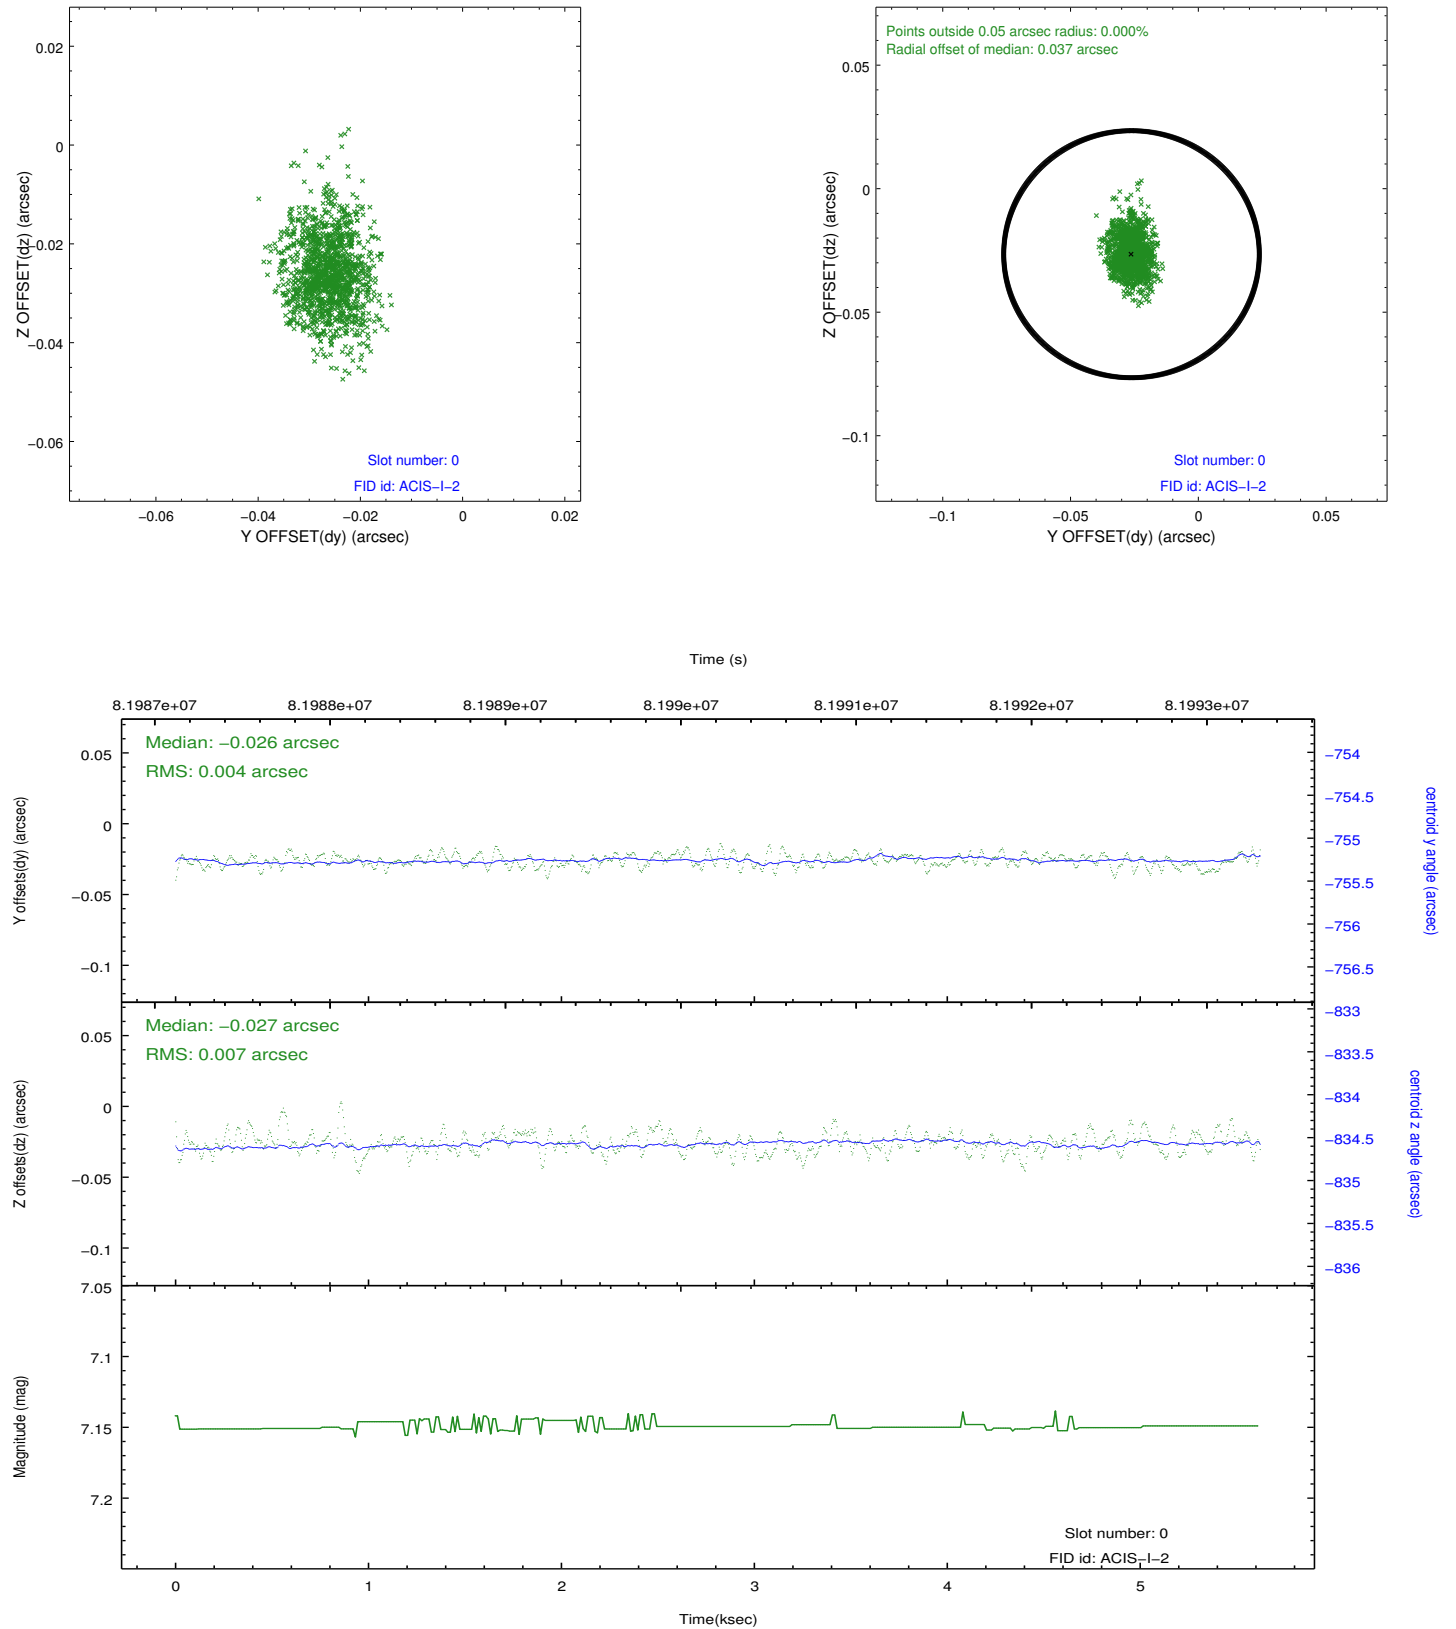 0.02
0
−0.02
−0.04
−0.06
Z OFFSET(dz) (arcsec)
Slot number: 0
FID id: ACIS−I−2
−0.06
−0.04
−0.02
0
0.02
Y OFFSET(dy) (arcsec)
Points outside 0.05 arcsec radius: 0.000%
Radial offset of median: 0.037 arcsec
0.05
0
−0.05
−0.1
Z OFFSET(dz) (arcsec)
Slot number: 0
FID id: ACIS−I−2
−0.1
−0.05
0
0.05
Y OFFSET(dy) (arcsec)
Time (s)
8.1987e+07
8.1988e+07
8.1989e+07
8.199e+07
8.1991e+07
8.1992e+07
8.1993e+07
Median: −0.026 arcsec
RMS: 0.004 arcsec
0.05
0
−0.05
−0.1
Y offsets(dy) (arcsec)
−754
−754.5
−755
−755.5
−756
−756.5
centroid y angle (arcsec)
Median: −0.027 arcsec
RMS: 0.007 arcsec
0.05
0
−0.05
−0.1
Z offsets(dz) (arcsec)
−833
−833.5
−834
−834.5
−835
−835.5
−836
centroid z angle (arcsec)
7.05
7.1
7.15
7.2
Magnitude (mag)
Slot number: 0
FID id: ACIS−I−2
0
1
2
3
4
5
Time(ksec)